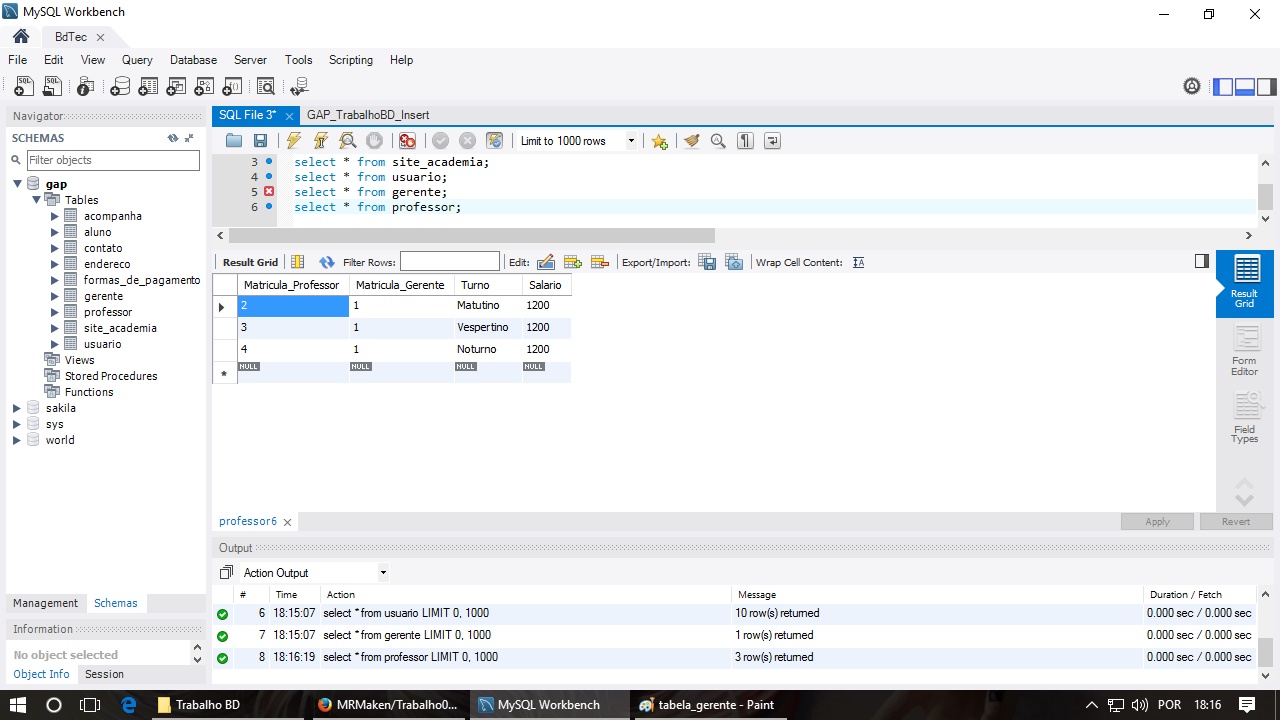 MySQL Workbench
BdTec
File Edit View Query Database Server Tools Scripting Help
Navigator
SCHEMAS
Filter objects
gap
Tables
acompanha
aluno
contato
endereco
formas_de_pagamento
gerente
professor
site_academia
usuario
Views
Stored Procedures
Functions
sakila
sys
world
Management Schemas
Information
No object selected
Object Info Session
SQL File 3* GAP_TrabalhoBD_Insert
Limit to 1000 rows
3 select * from site_academia;
4 select * from usuario;
5 select * from gerente;
6 select * from professor;
Result Grid Filter Rows: Edit: Export/Import: Wrap Cell Content:
Matricula_Professor Matricula_Gerente Turno Salario
2 1 Matutino 1200
3 1 Vespertino 1200
4 1 Noturno 1200
NULL NULL NULL NULL
Result
Grid
Form
Editor
Field
Types
professor6
Apply Revert
Output
Action Output
# Time Action Message Duration / Fetch
6 18:15:07 select * from usuario LIMIT 0, 1000 10 row(s) returned 0.000 sec / 0.000 sec
7 18:15:07 select * from gerente LIMIT 0, 1000 1 row(s) returned 0.000 sec / 0.000 sec
8 18:16:19 select * from professor LIMIT 0, 1000 3 row(s) returned 0.000 sec / 0.000 sec
Trabalho BD MRMaker/Trabalho0... MySQL Workbench tabela_gerente - Paint POR 18:16